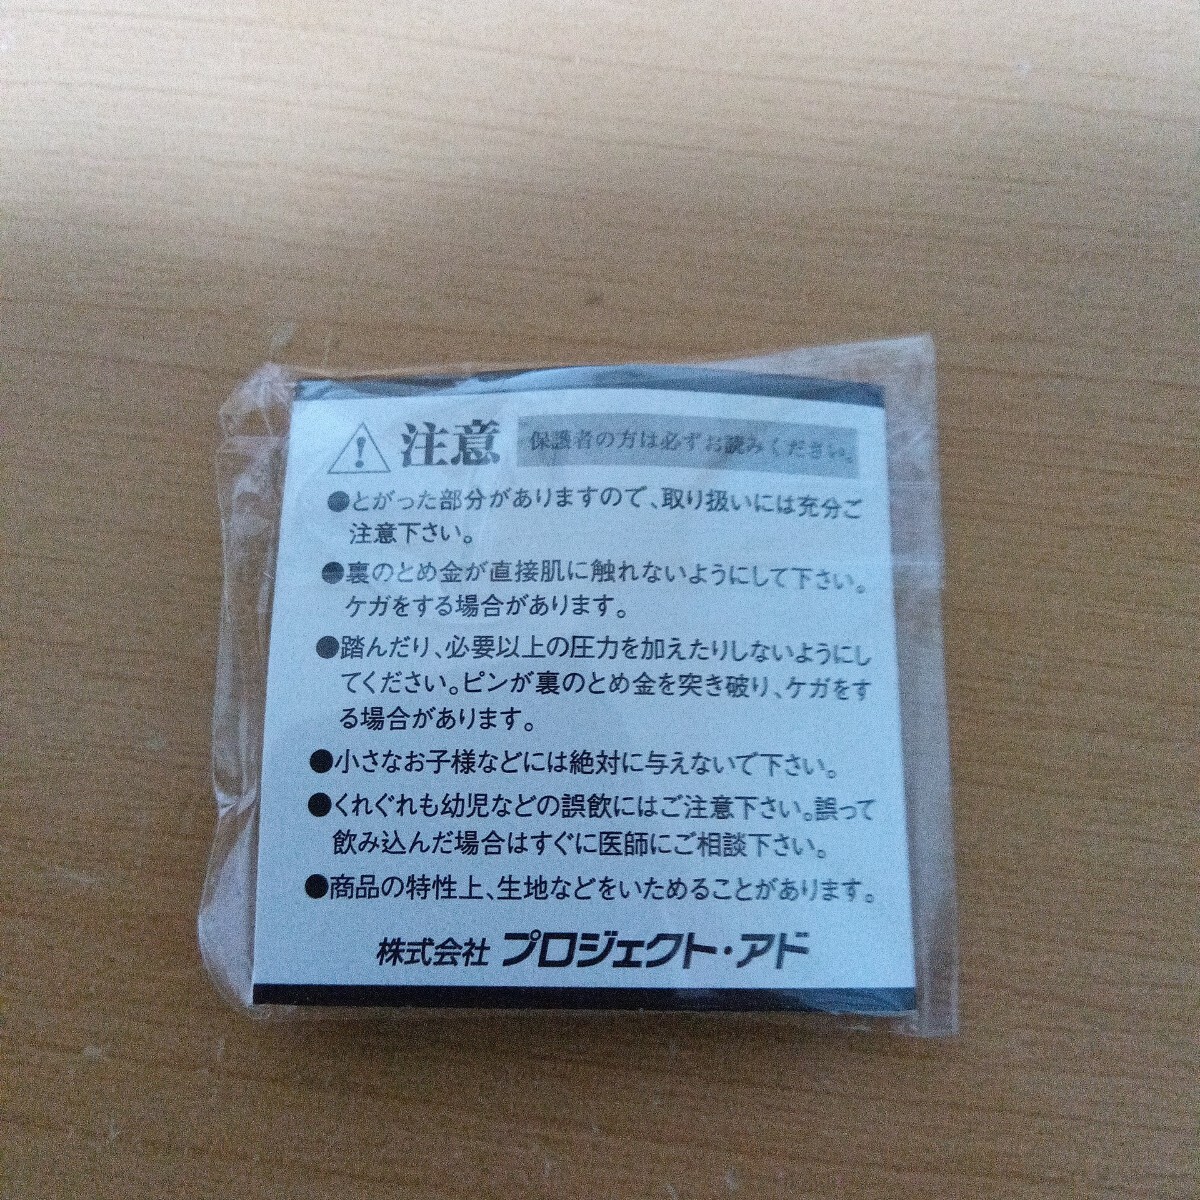 注意 保護者の方は必ずお読みください。
●とがった部分がありますので、取り扱いには充分ご
注意下さい。
●裏のとめ金が直接肌に触れないようにして下さい。
ケガをする場合があります。
●踏んだり、必要以上の圧力を加えたりしないようにし
てください。ピンが裏のとめ金を突き破り、ケガをす
る場合があります。
●小さなお子様などには絶対に与えないで下さい。
●くれぐれも幼児などの誤飲にはご注意下さい。誤って
飲み込んだ場合はすぐに医師にご相談下さい。
●商品の特性上、生地などをいためることがあります。
株式会社 プロジェクト・アド